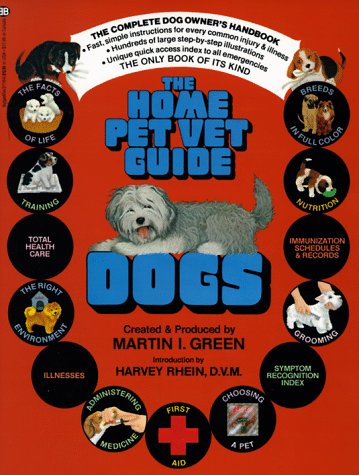 THE COMPLETE DOG OWNER'S HANDBOOK
• Fast, simple instructions for every common injury & illness
• Hundreds of large step-by-step illustrations
• Unique quick access index to all emergencies
THE ONLY BOOK OF ITS KIND
THE
HOME
PET VET
GUIDE
DOGS
THE FACTS
OF LIFE
BREEDS
IN FULL COLOR
TRAINING
NUTRITION
TOTAL
HEALTH
CARE
IMMUNIZATION
SCHEDULES
& RECORDS
THE RIGHT
ENVIRONMENT
GROOMING
Created & Produced by
MARTIN I. GREEN
Introduction by
HARVEY RHEIN, D.V.M.
ILLNESSES
SYMPTOM
RECOGNITION
INDEX
ADMINISTERING
MEDICINE
FIRST
AID
CHOOSING
A PET